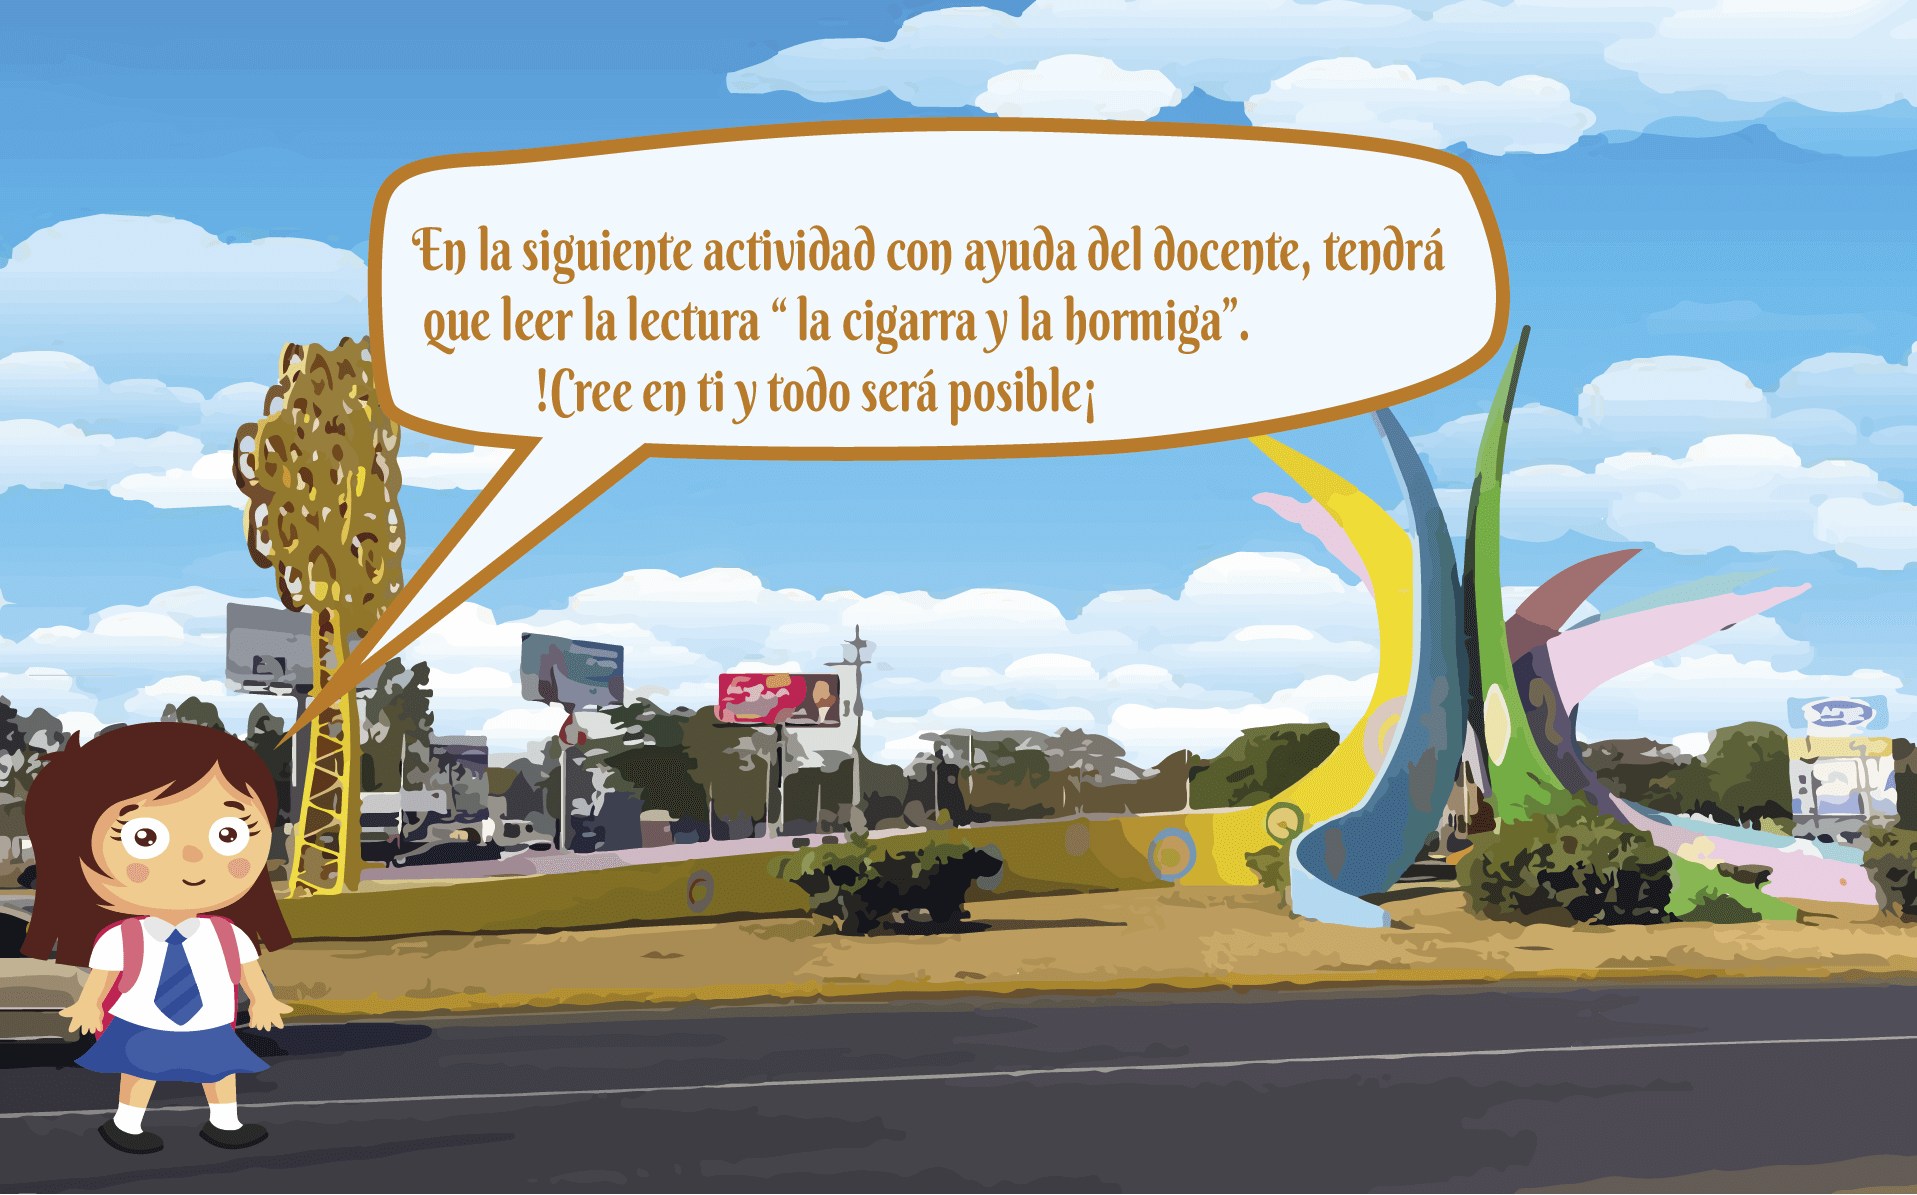 En la siguiente actividad con ayuda del docente, tendrá
que leer la lectura “ la cigarra y la hormiga”.
!Cree en ti y todo será posible¡